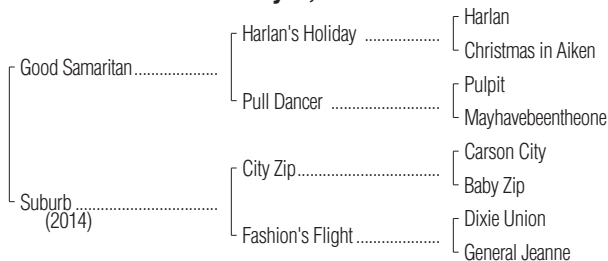 Harlan
Harlan's Holiday ..................
Christmas in Aiken
Good Samaritan....................
Pulpit
Pull Dancer ..........................
Mayhavebeentheone
Carson City
City Zip..................................
Baby Zip
Suburb ..................................
(2014)
Dixie Union
Fashion's Flight ....................
General Jeanne